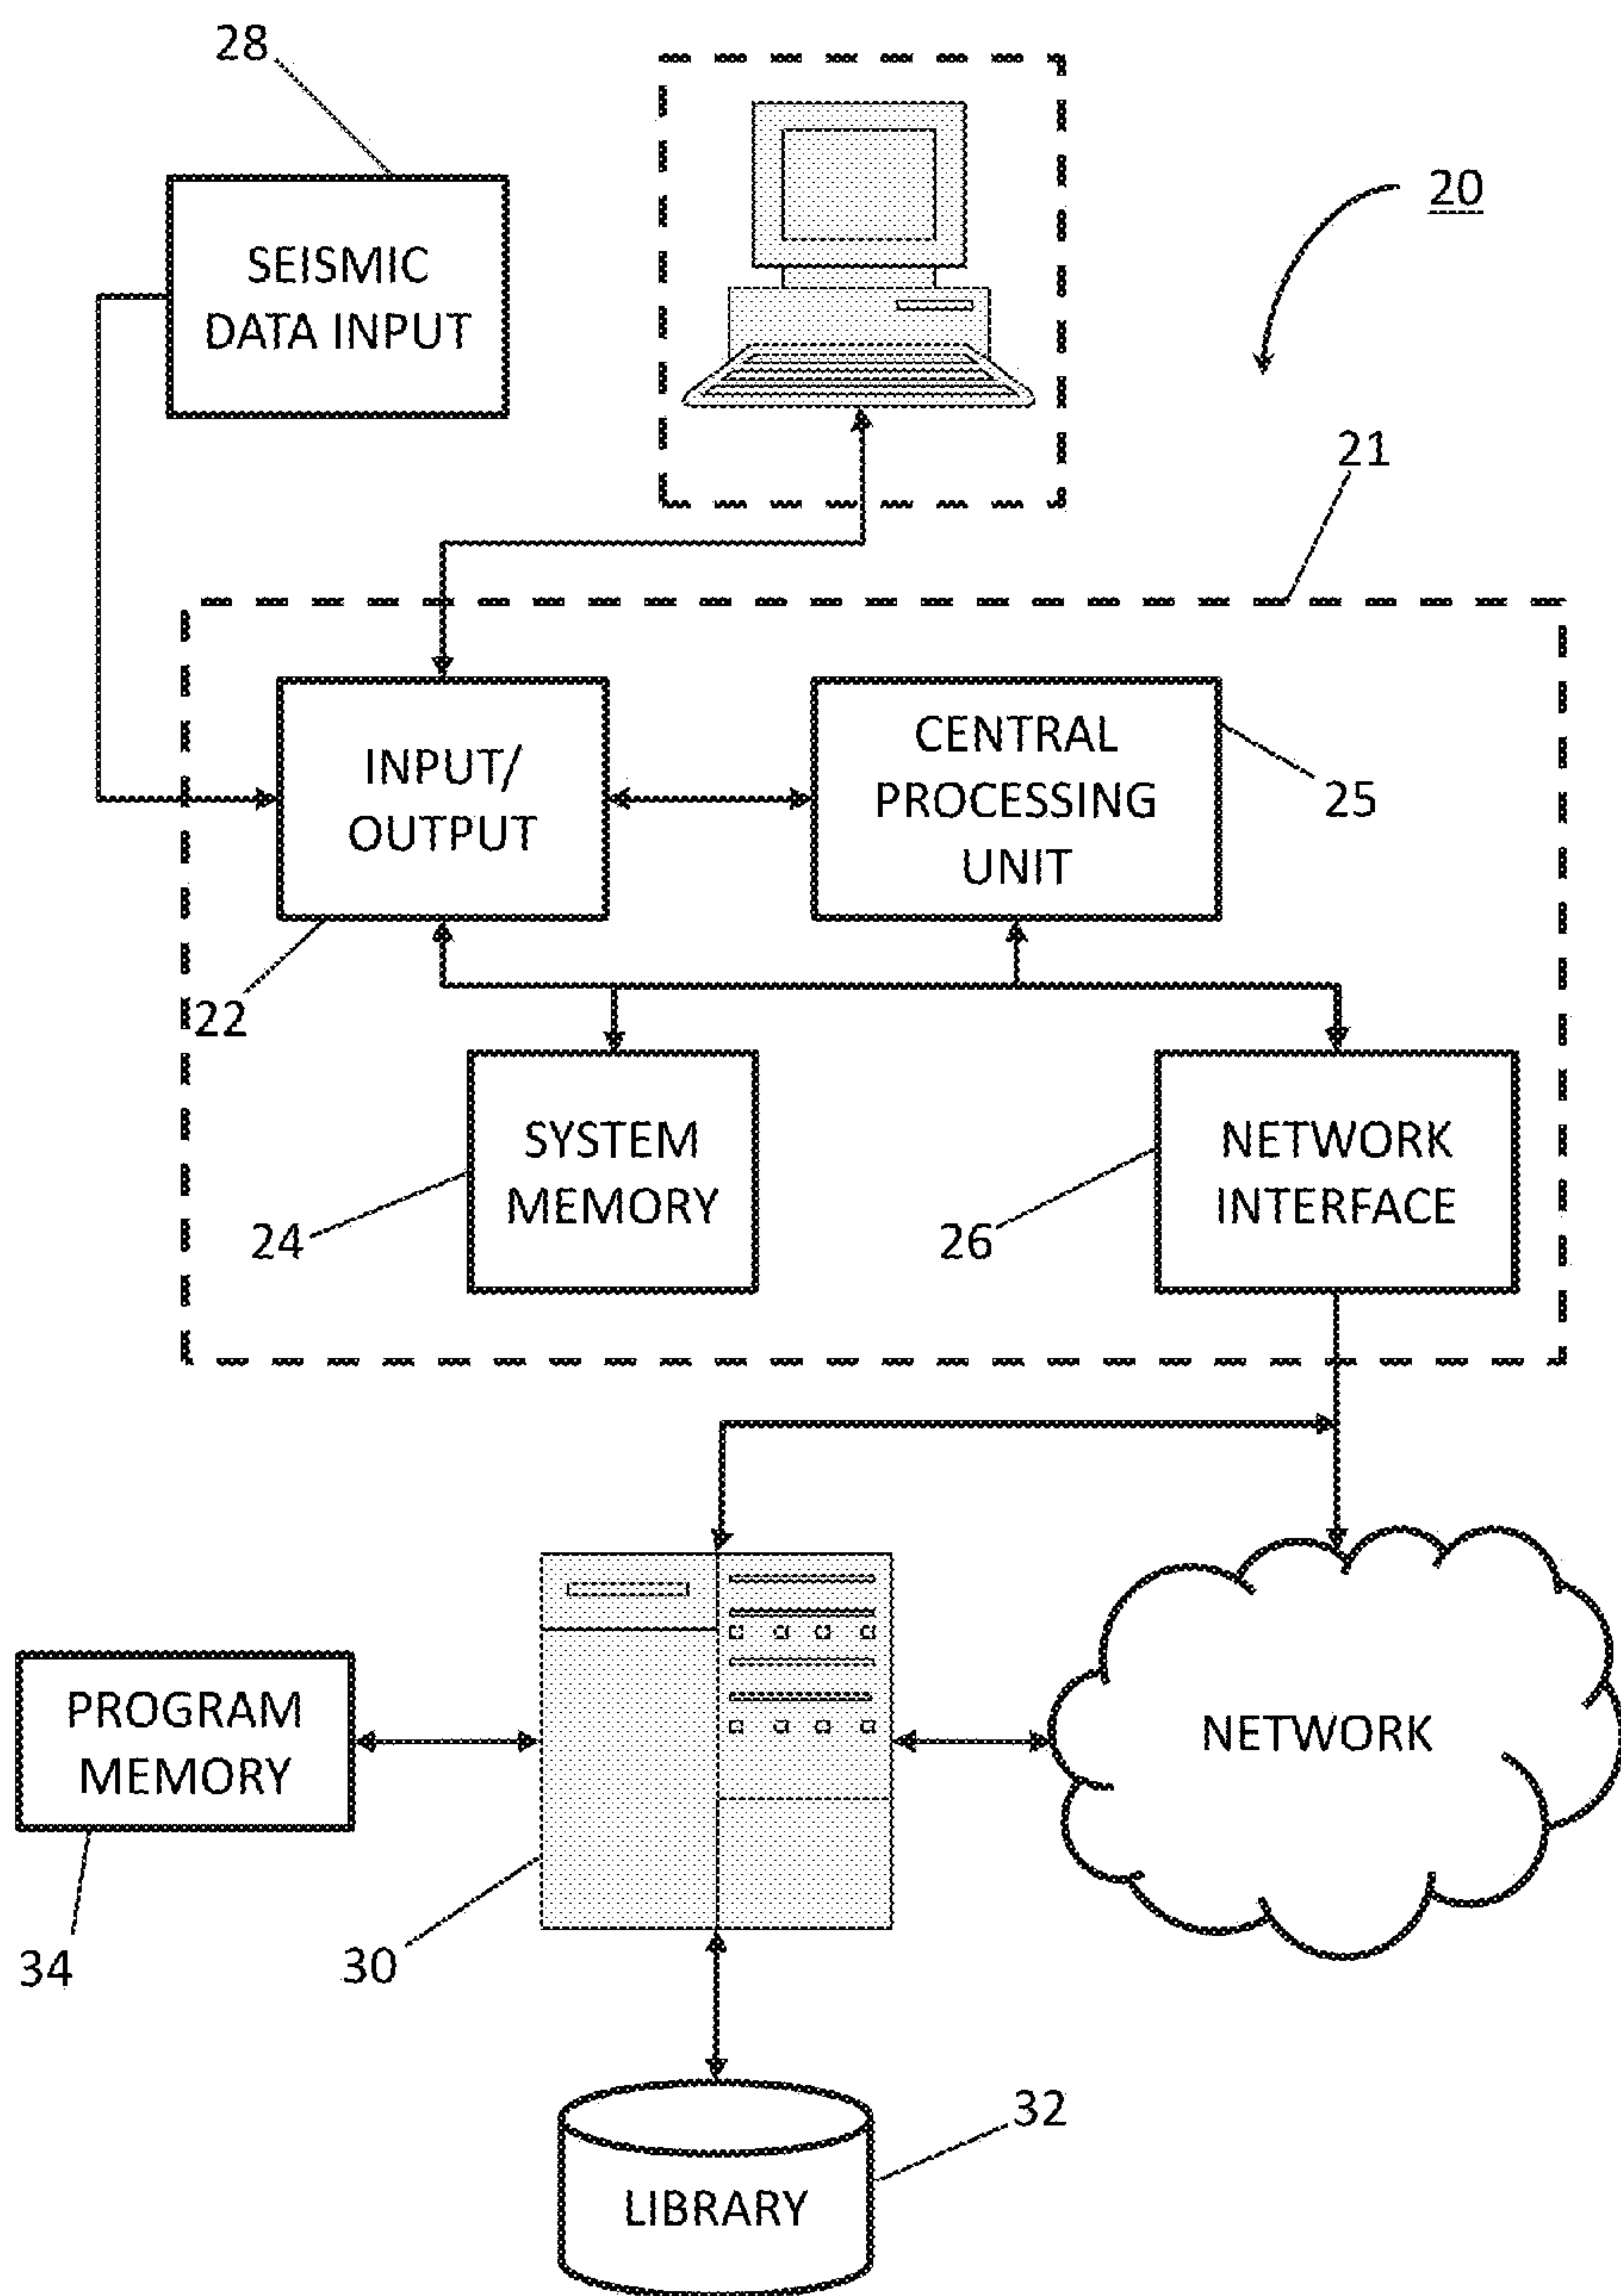 28
20
SEISMIC
DATA INPUT
21
INPUT/
OUTPUT
CENTRAL
PROCESSING
UNIT
25
22
SYSTEM
MEMORY
24
NETWORK
INTERFACE
26
PROGRAM
MEMORY
NETWORK
34
30
32
LIBRARY